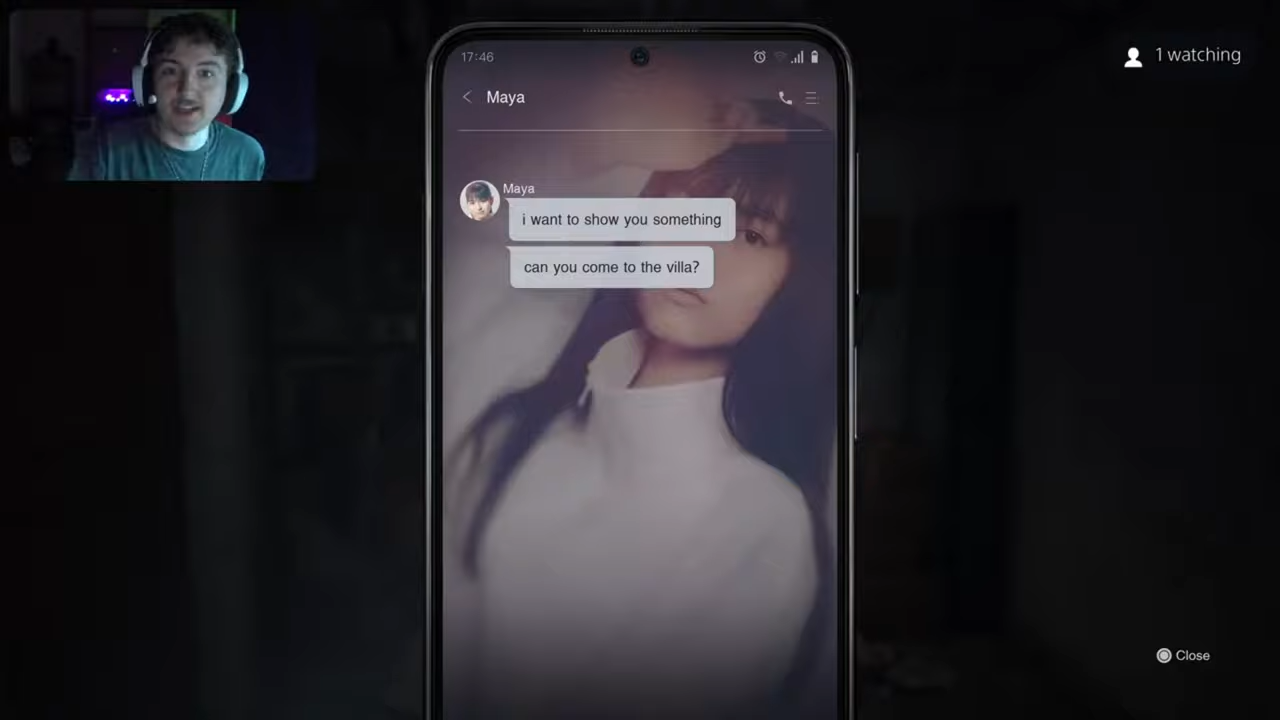 17:46
1 watching
Maya
Maya
i want to show you something
can you come to the villa?
Close